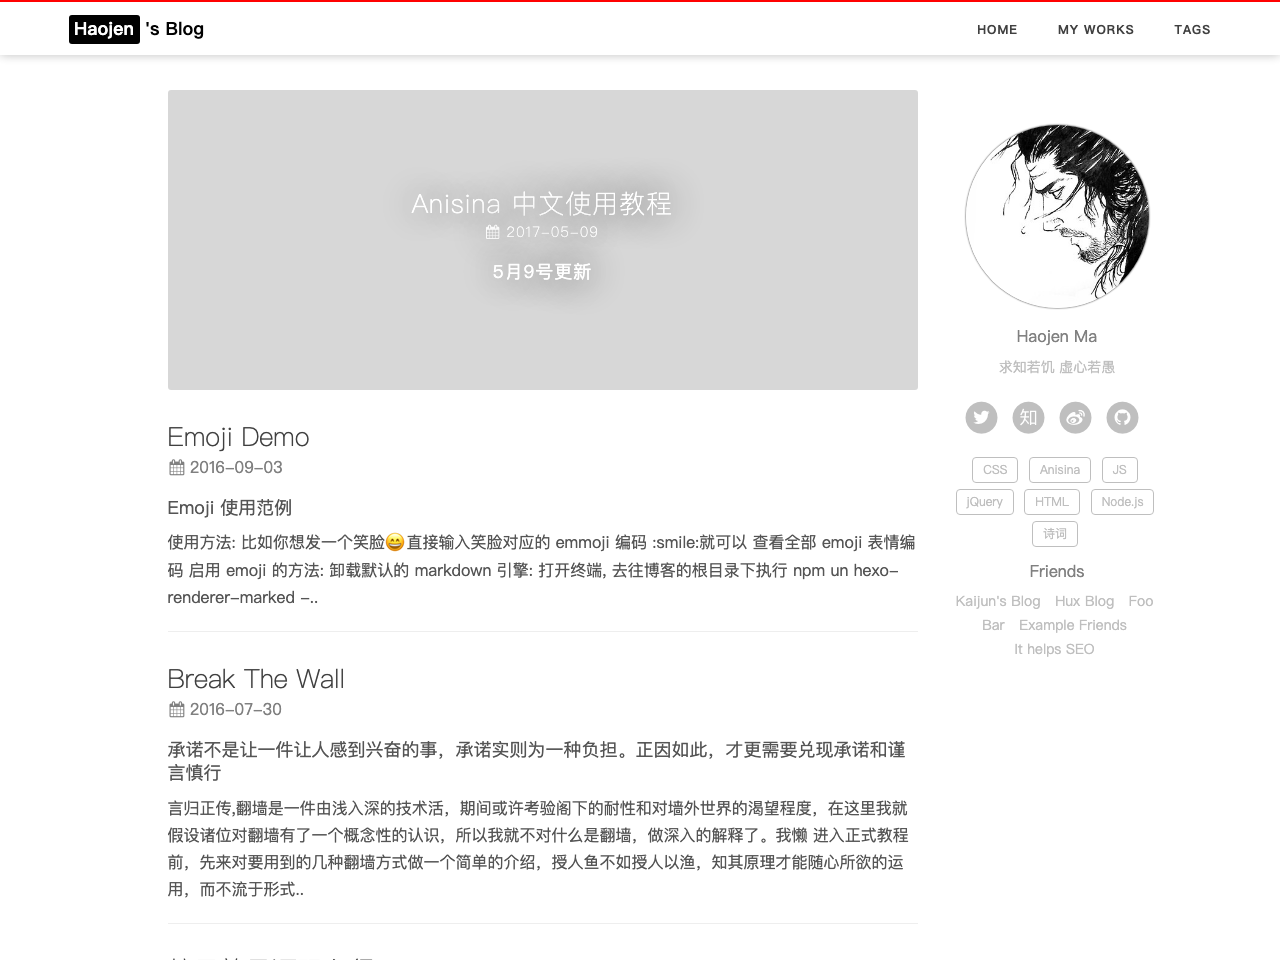 Haojen 's Blog
HOME MY WORKS TAGS
Anisina 中文使用教程
2017-05-09
5月9号更新
Emoji Demo
2016-09-03
Emoji 使用范例
使用方法: 比如你想发一个笑脸😄直接输入笑脸对应的 emmoji 编码 :smile:就可以 查看全部 emoji 表情编
码 启用 emoji 的方法: 卸载默认的 markdown 引擎: 打开终端, 去往博客的根目录下执行 npm un hexo-
renderer-marked -..
Break The Wall
2016-07-30
承诺不是让一件让人感到兴奋的事，承诺实则为一种负担。正因如此，才更需要兑现承诺和谨
言慎行
言归正传,翻墙是一件由浅入深的技术活，期间或许考验阁下的耐性和对墙外世界的渴望程度，在这里我就
假设诸位对翻墙有了一个概念性的认识，所以我就不对什么是翻墙，做深入的解释了。我懒 进入正式教程
前，先来对要用到的几种翻墙方式做一个简单的介绍，授人鱼不如授人以渔，知其原理才能随心所欲的运
用，而不流于形式..
Haojen Ma
求知若饥 虚心若愚
知
CSS Anisina JS
jQuery HTML Node.js
诗词
Friends
Kaijun's Blog Hux Blog Foo
Bar Example Friends
It helps SEO